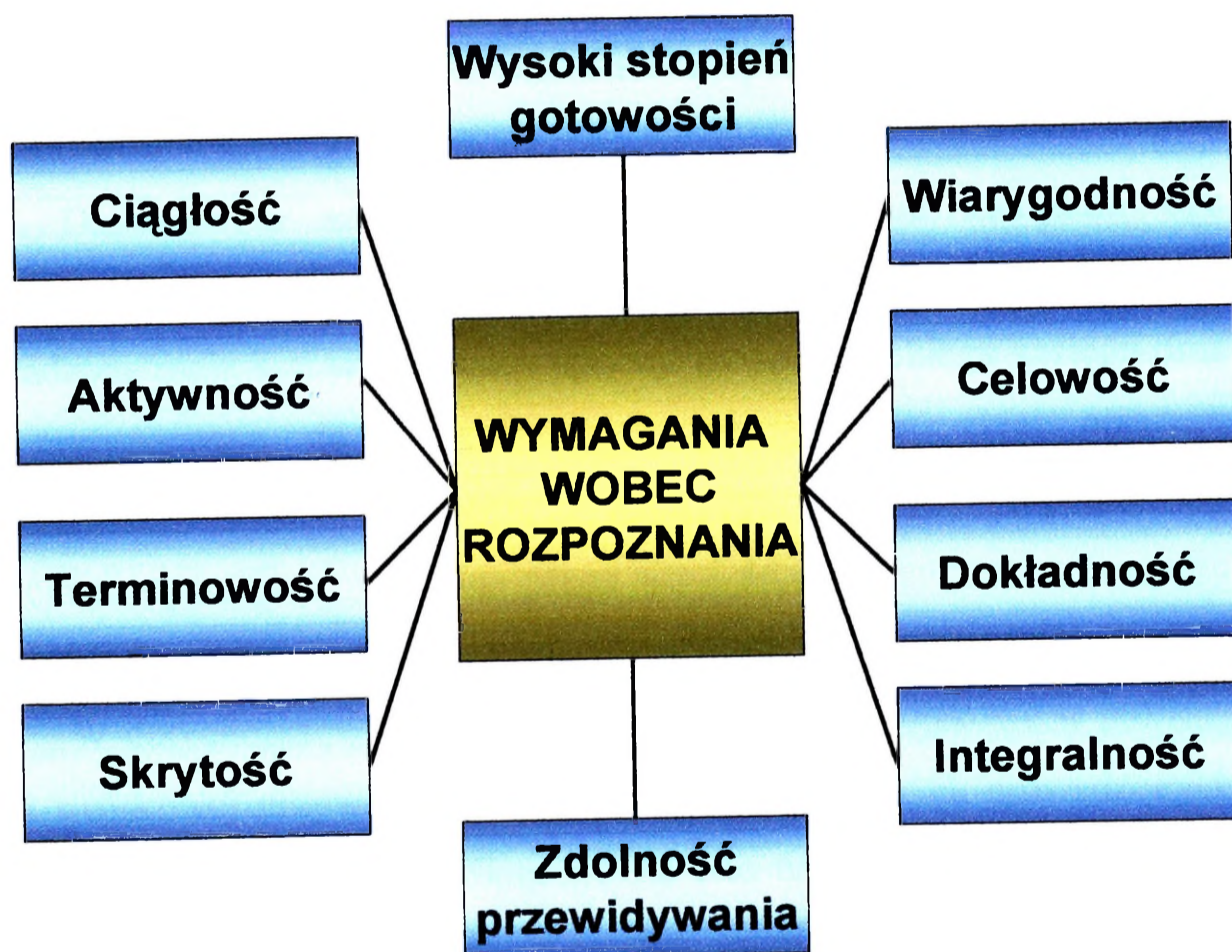 Wysoki stopień
gotowości
Ciągłość
Aktywność
Terminowość
Skrytość
WYMAGANIA
WOBEC
ROZPOZNANIA
Wiarygodność
Celowość
Dokładność
Integralność
Zdolność
przewidywania